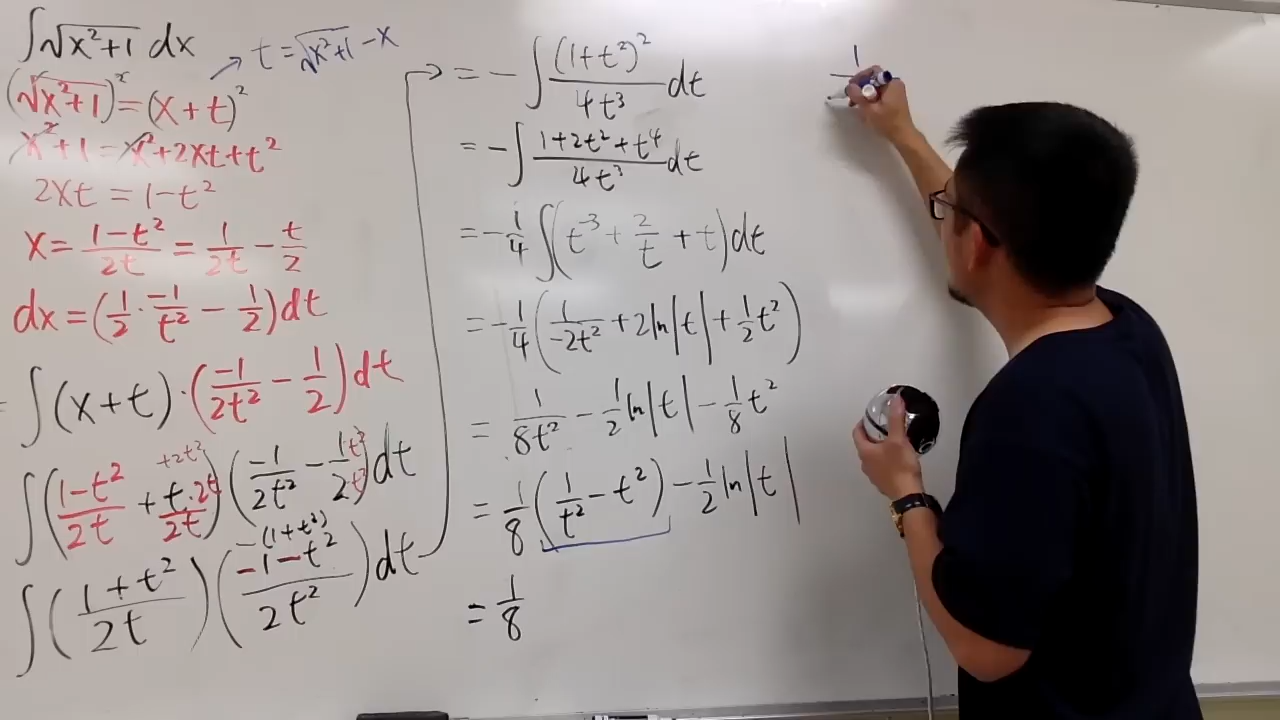 ∫√(x²+1) dx → t = √(x²+1) - x
(√(x²+1))² = (x + t)²
x² + 1 = x² + 2xt + t²
2xt = 1 - t²
x = (1-t²)/(2t) = 1/(2t) - t/2
dx = (1/2 · -1/t² - 1/2)dt
= ∫(x+t)·(-1/(2t²) - 1/2)dt
∫((1-t²)/(2t) + (t·2t)/(2t))(-1/(2t²) - (1t²)/(2t²))dt
+2t²
∫((1+t²)/(2t))((-1-t²)/(2t²))dt
-(1+t²)
= -∫ (1+t²)²/(4t³) dt
= -∫ (1+2t²+t⁴)/(4t³) dt
= -1/4 ∫(t⁻³ + 2/t + t)dt
= -1/4 (1/(-2t²) + 2ln|t| + 1/2 t²)
= 1/(8t²) - 1/2 ln|t| - 1/8 t²
= 1/8 (1/t² - t²) - 1/2 ln|t|
= 1/8
1